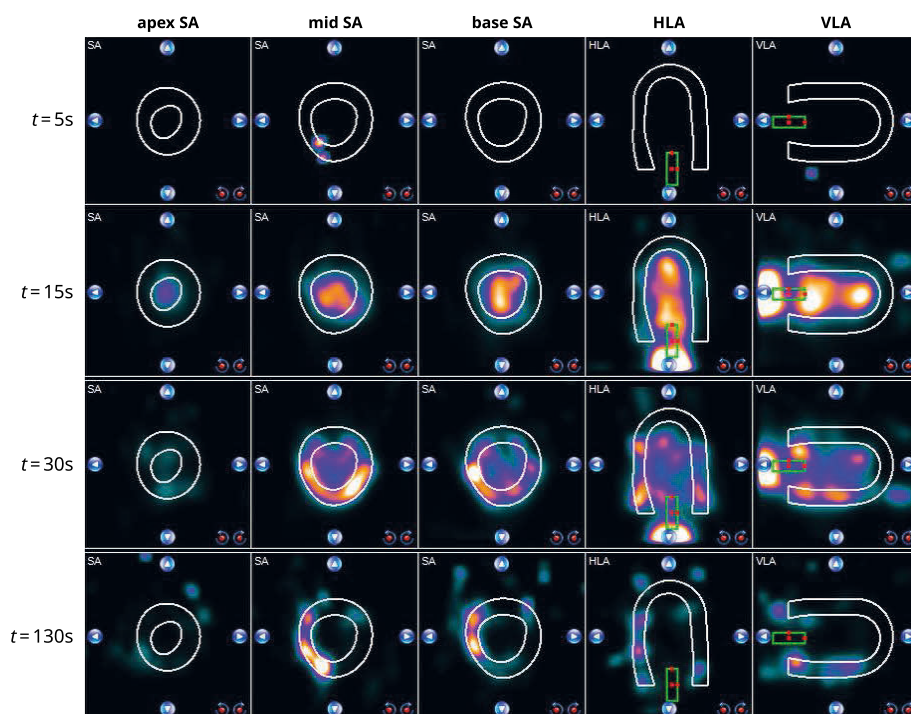 apex SA mid SA base SA HLA VLA
SA SA SA HLA VLA
t = 5s
SA SA SA HLA VLA
t = 15s
SA SA SA HLA VLA
t = 30s
SA SA SA HLA VLA
t = 130s